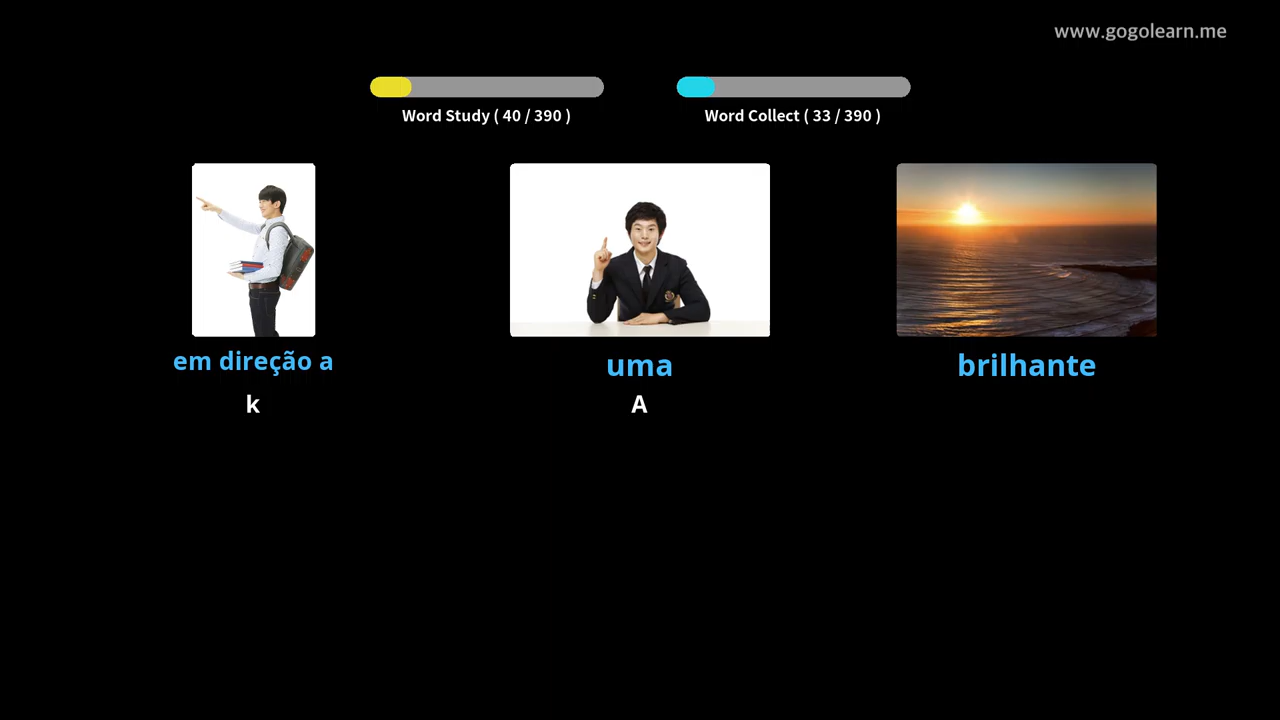 www.gogolearn.me
Word Study ( 40 / 390 )
Word Collect ( 33 / 390 )
em direção a
uma
brilhante
k
A